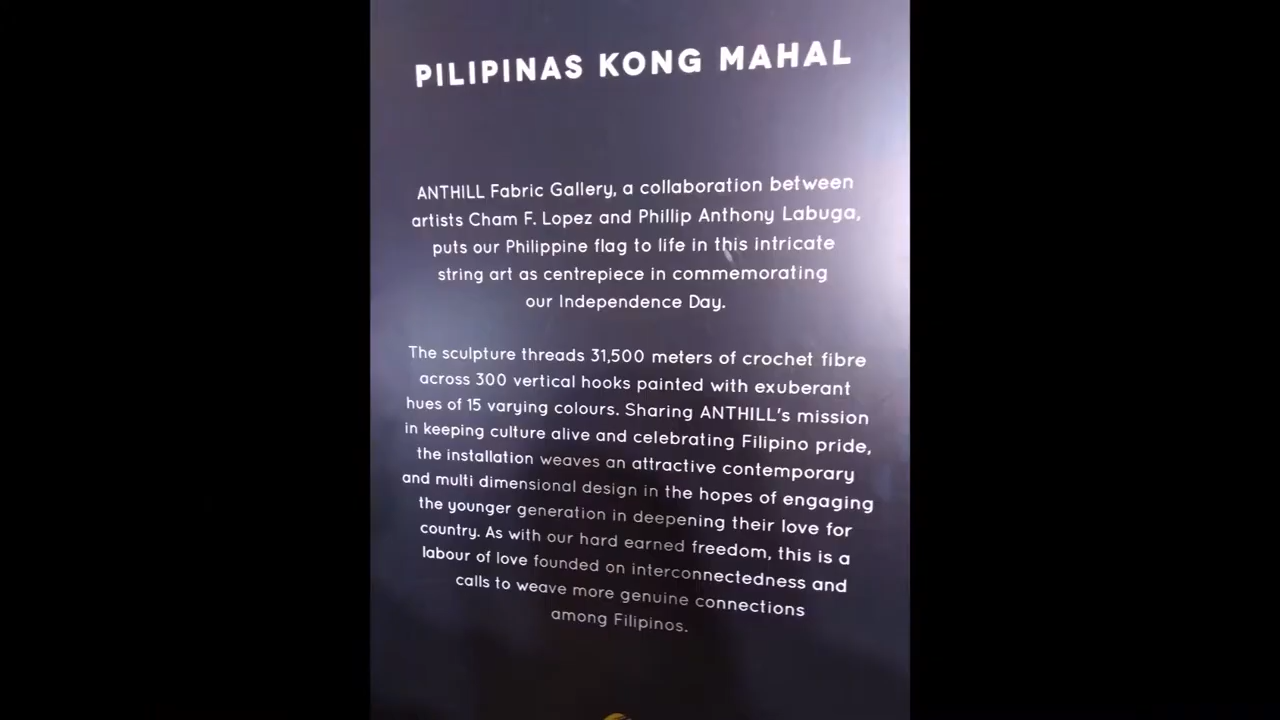 PILIPINAS KONG MAHAL
ANTHILL Fabric Gallery, a collaboration between
artists Cham F. Lopez and Phillip Anthony Labuga,
puts our Philippine flag to life in this intricate
string art as centrepiece in commemorating
our Independence Day.
The sculpture threads 31,500 meters of crochet fibre
across 300 vertical hooks painted with exuberant
hues of 15 varying colours. Sharing ANTHILL's mission
in keeping culture alive and celebrating Filipino pride,
the installation weaves an attractive contemporary
and multi dimensional design in the hopes of engaging
the younger generation in deepening their love for
country. As with our hard earned freedom, this is a
labour of love founded on interconnectedness and
calls to weave more genuine connections
among Filipinos.